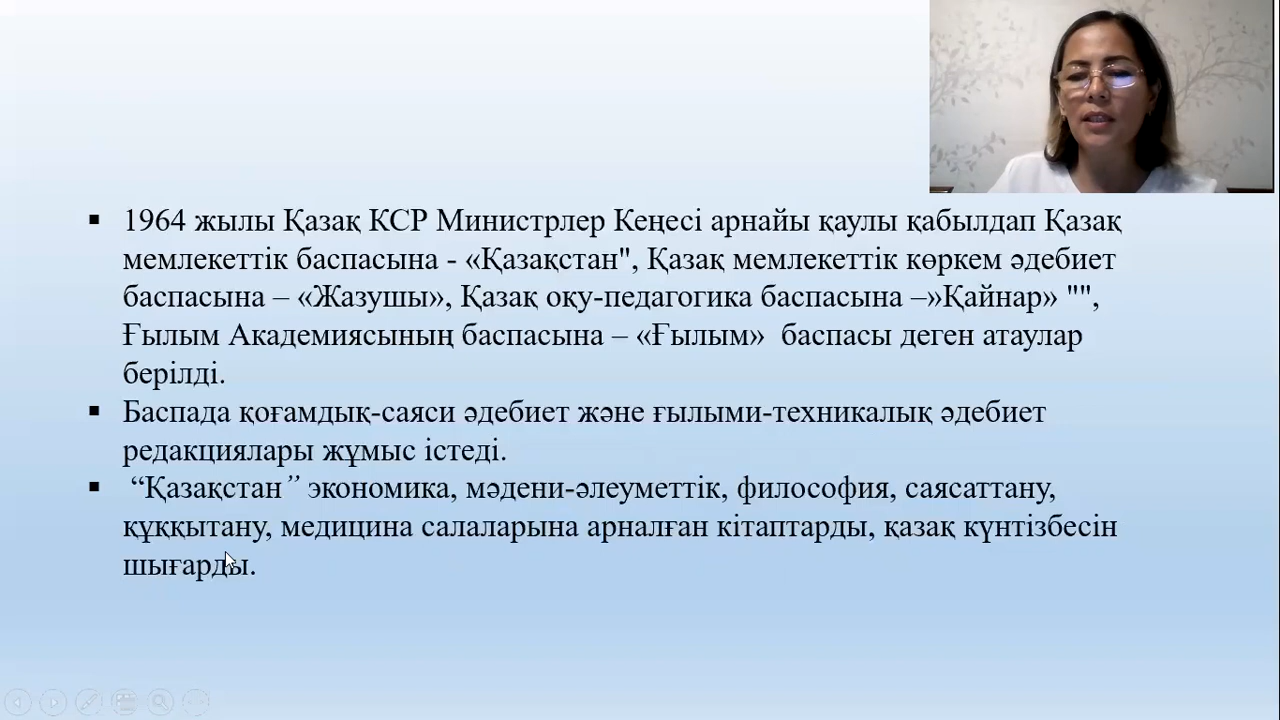 ▪ 1964 жылы Қазақ КСР Министрлер Кеңесі арнайы қаулы қабылдап Қазақ
мемлекеттік баспасына - «Қазақстан", Қазақ мемлекеттік көркем әдебиет
баспасына – «Жазушы», Қазақ оқу-педагогика баспасына –»Қайнар» "",
Ғылым Академиясының баспасына – «Ғылым»  баспасы деген атаулар
берілді.
▪ Баспада қоғамдық-саяси әдебиет және ғылыми-техникалық әдебиет
редакциялары жұмыс істеді.
▪ “Қазақстан” экономика, мәдени-әлеуметтік, философия, саясаттану,
құққытану, медицина салаларына арналған кітаптарды, қазақ күнтізбесін
шығарды.